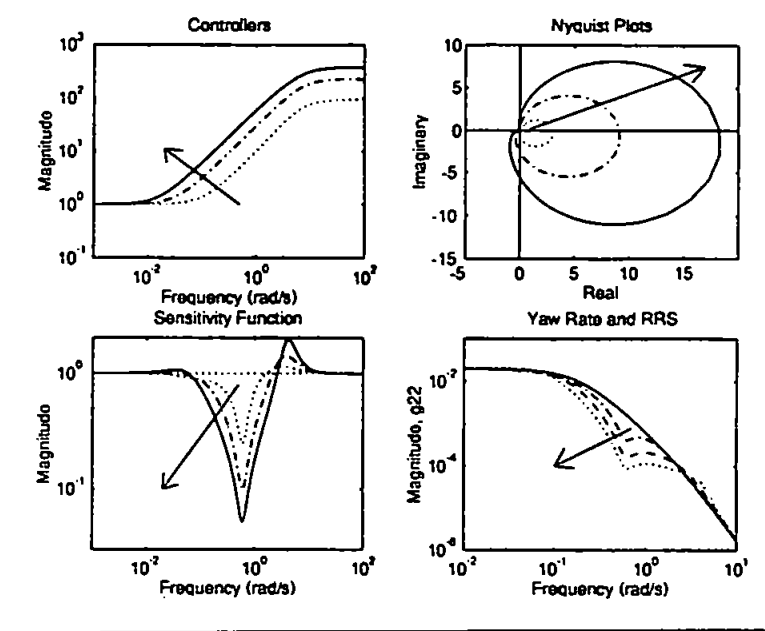 Controllers
Nyquist Plots
10³
10²
10¹
10⁰
10⁻¹
Magnitudo
10⁻² 10⁰ 10²
Frequency (rad/s)
10
5
0
-5
-10
-15
Imaginary
-5 0 5 10 15
Real
Sensitivity Function
Yaw Rate and RRS
10⁰
10⁻¹
Magnitudo
10⁻² 10⁰ 10²
Frequency (rad/s)
10⁻²
10⁻⁴
10⁻⁶
Magnitudo, g22
10⁻² 10⁻¹ 10⁰ 10¹
Frequency (rad/s)